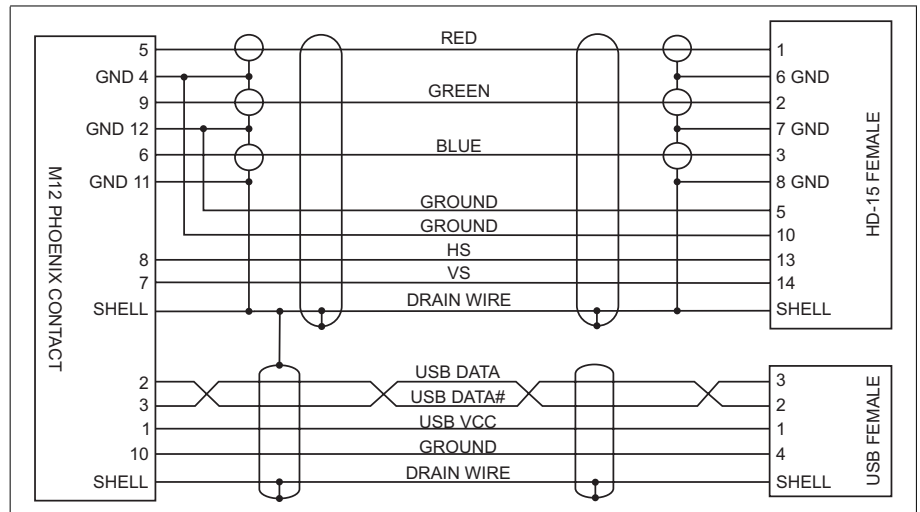 M12 PHOENIX CONTACT
HD-15 FEMALE
USB FEMALE
5 RED 1
GND 4 6 GND
9 GREEN 2
GND 12 7 GND
6 BLUE 3
GND 11 8 GND
GROUND 5
GROUND 10
8 HS 13
7 VS 14
SHELL DRAIN WIRE SHELL
2 USB DATA 3
3 USB DATA# 2
1 USB VCC 1
10 GROUND 4
SHELL DRAIN WIRE SHELL